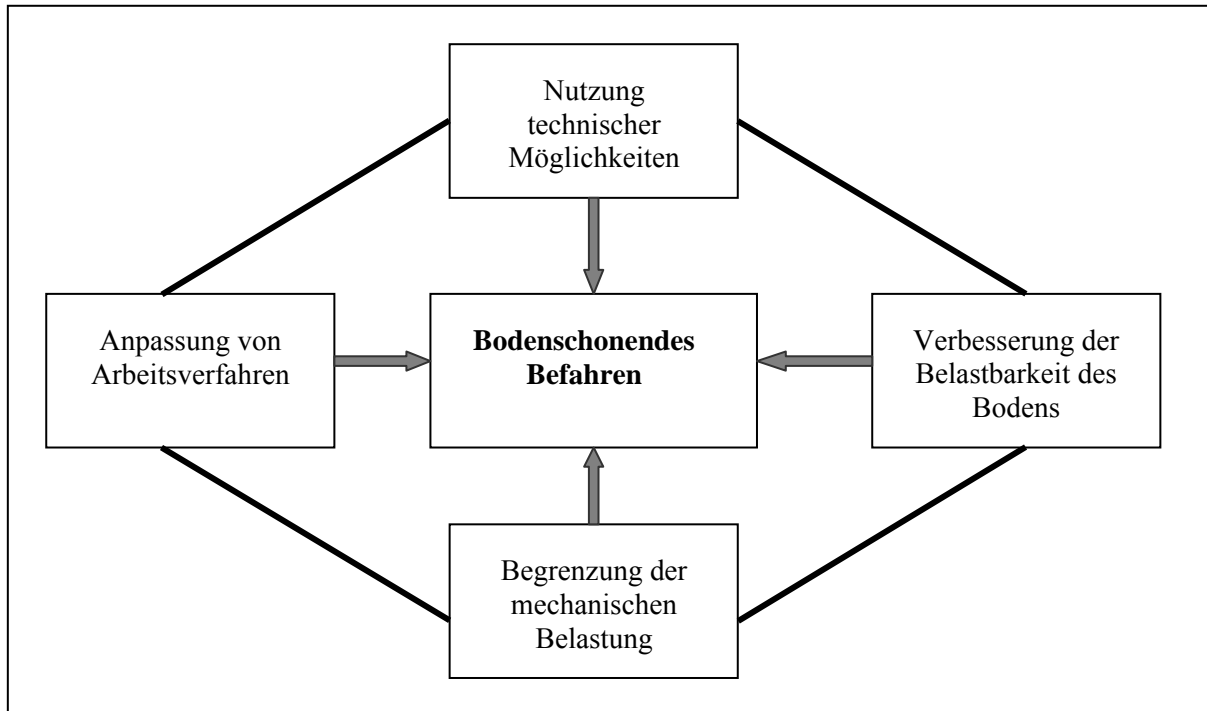 Nutzung
technischer
Möglichkeiten
Anpassung von
Arbeitsverfahren
Bodenschonendes
Befahren
Verbesserung der
Belastbarkeit des
Bodens
Begrenzung der
mechanischen
Belastung